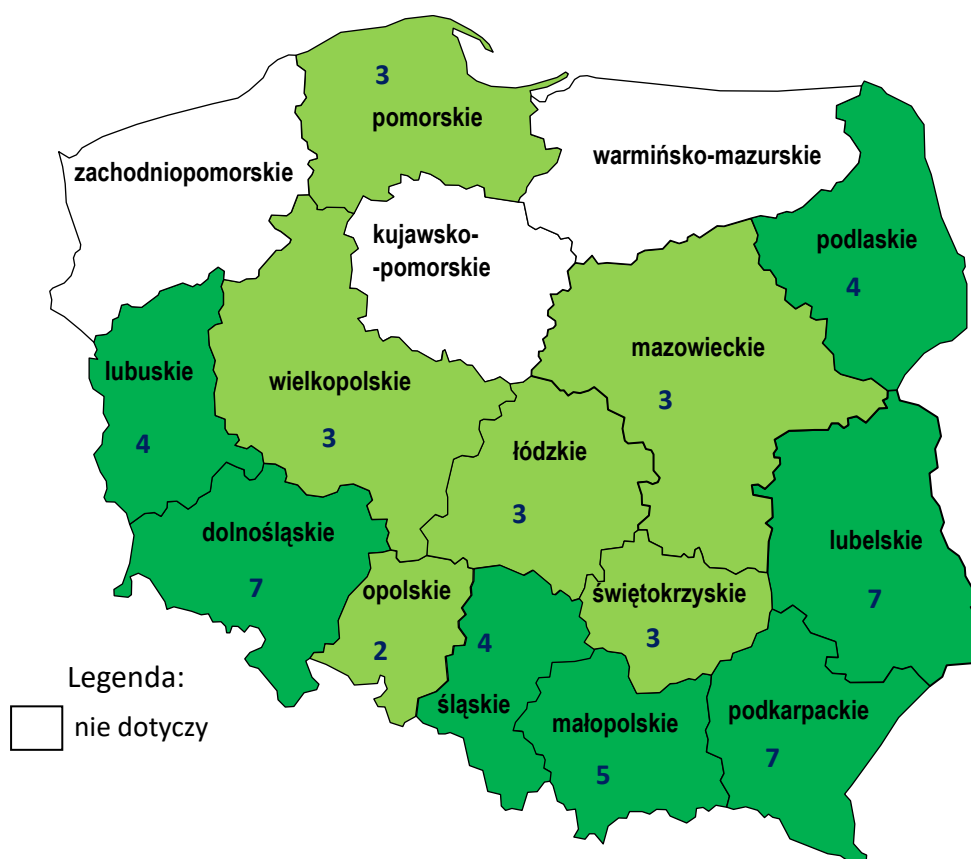 3
pomorskie
zachodniopomorskie
warmińsko-mazurskie
kujawsko-
-pomorskie
podlaskie
4
lubuskie
4
wielkopolskie
3
mazowieckie
3
łódzkie
3
dolnośląskie
7
lubelskie
7
opolskie
2
świętokrzyskie
3
4
śląskie
małopolskie
5
podkarpackie
7
Legenda:
nie dotyczy